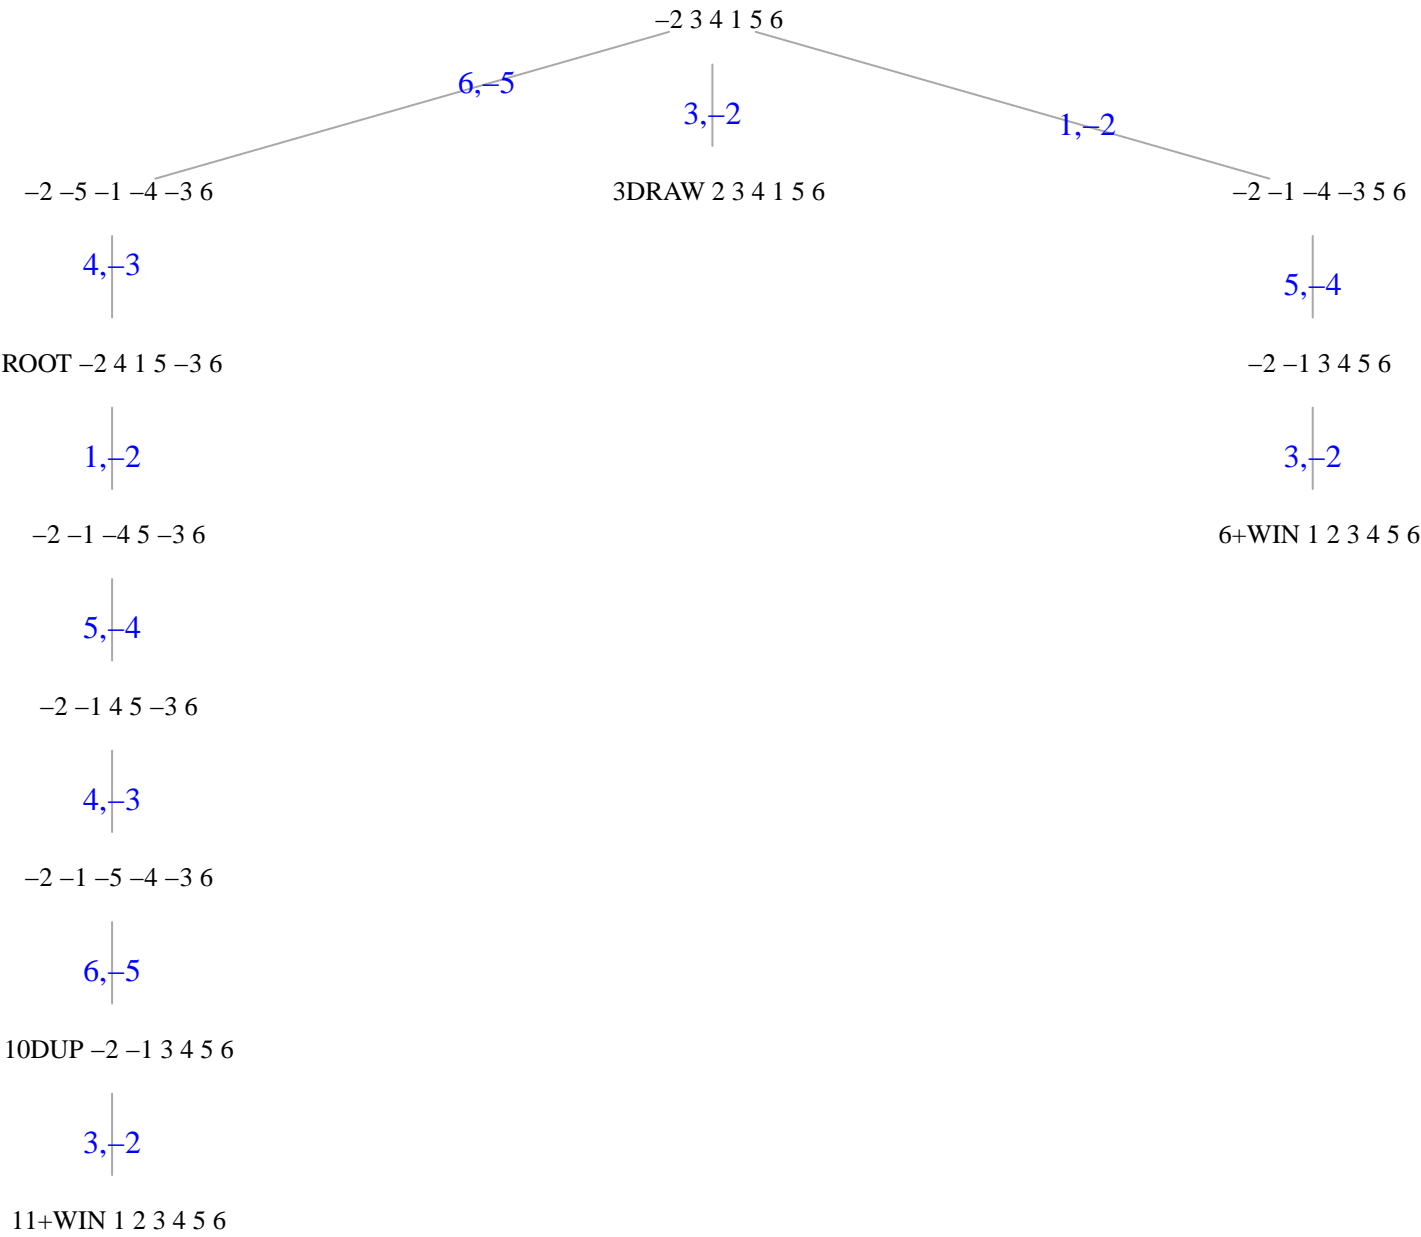 –2 3 4 1 5 6
6,–5
3,–2
1,–2
–2 –5 –1 –4 –3 6
3DRAW 2 3 4 1 5 6
–2 –1 –4 –3 5 6
4,–3
5,–4
ROOT –2 4 1 5 –3 6
–2 –1 3 4 5 6
1,–2
3,–2
–2 –1 –4 5 –3 6
6+WIN 1 2 3 4 5 6
5,–4
–2 –1 4 5 –3 6
4,–3
–2 –1 –5 –4 –3 6
6,–5
10DUP –2 –1 3 4 5 6
3,–2
11+WIN 1 2 3 4 5 6